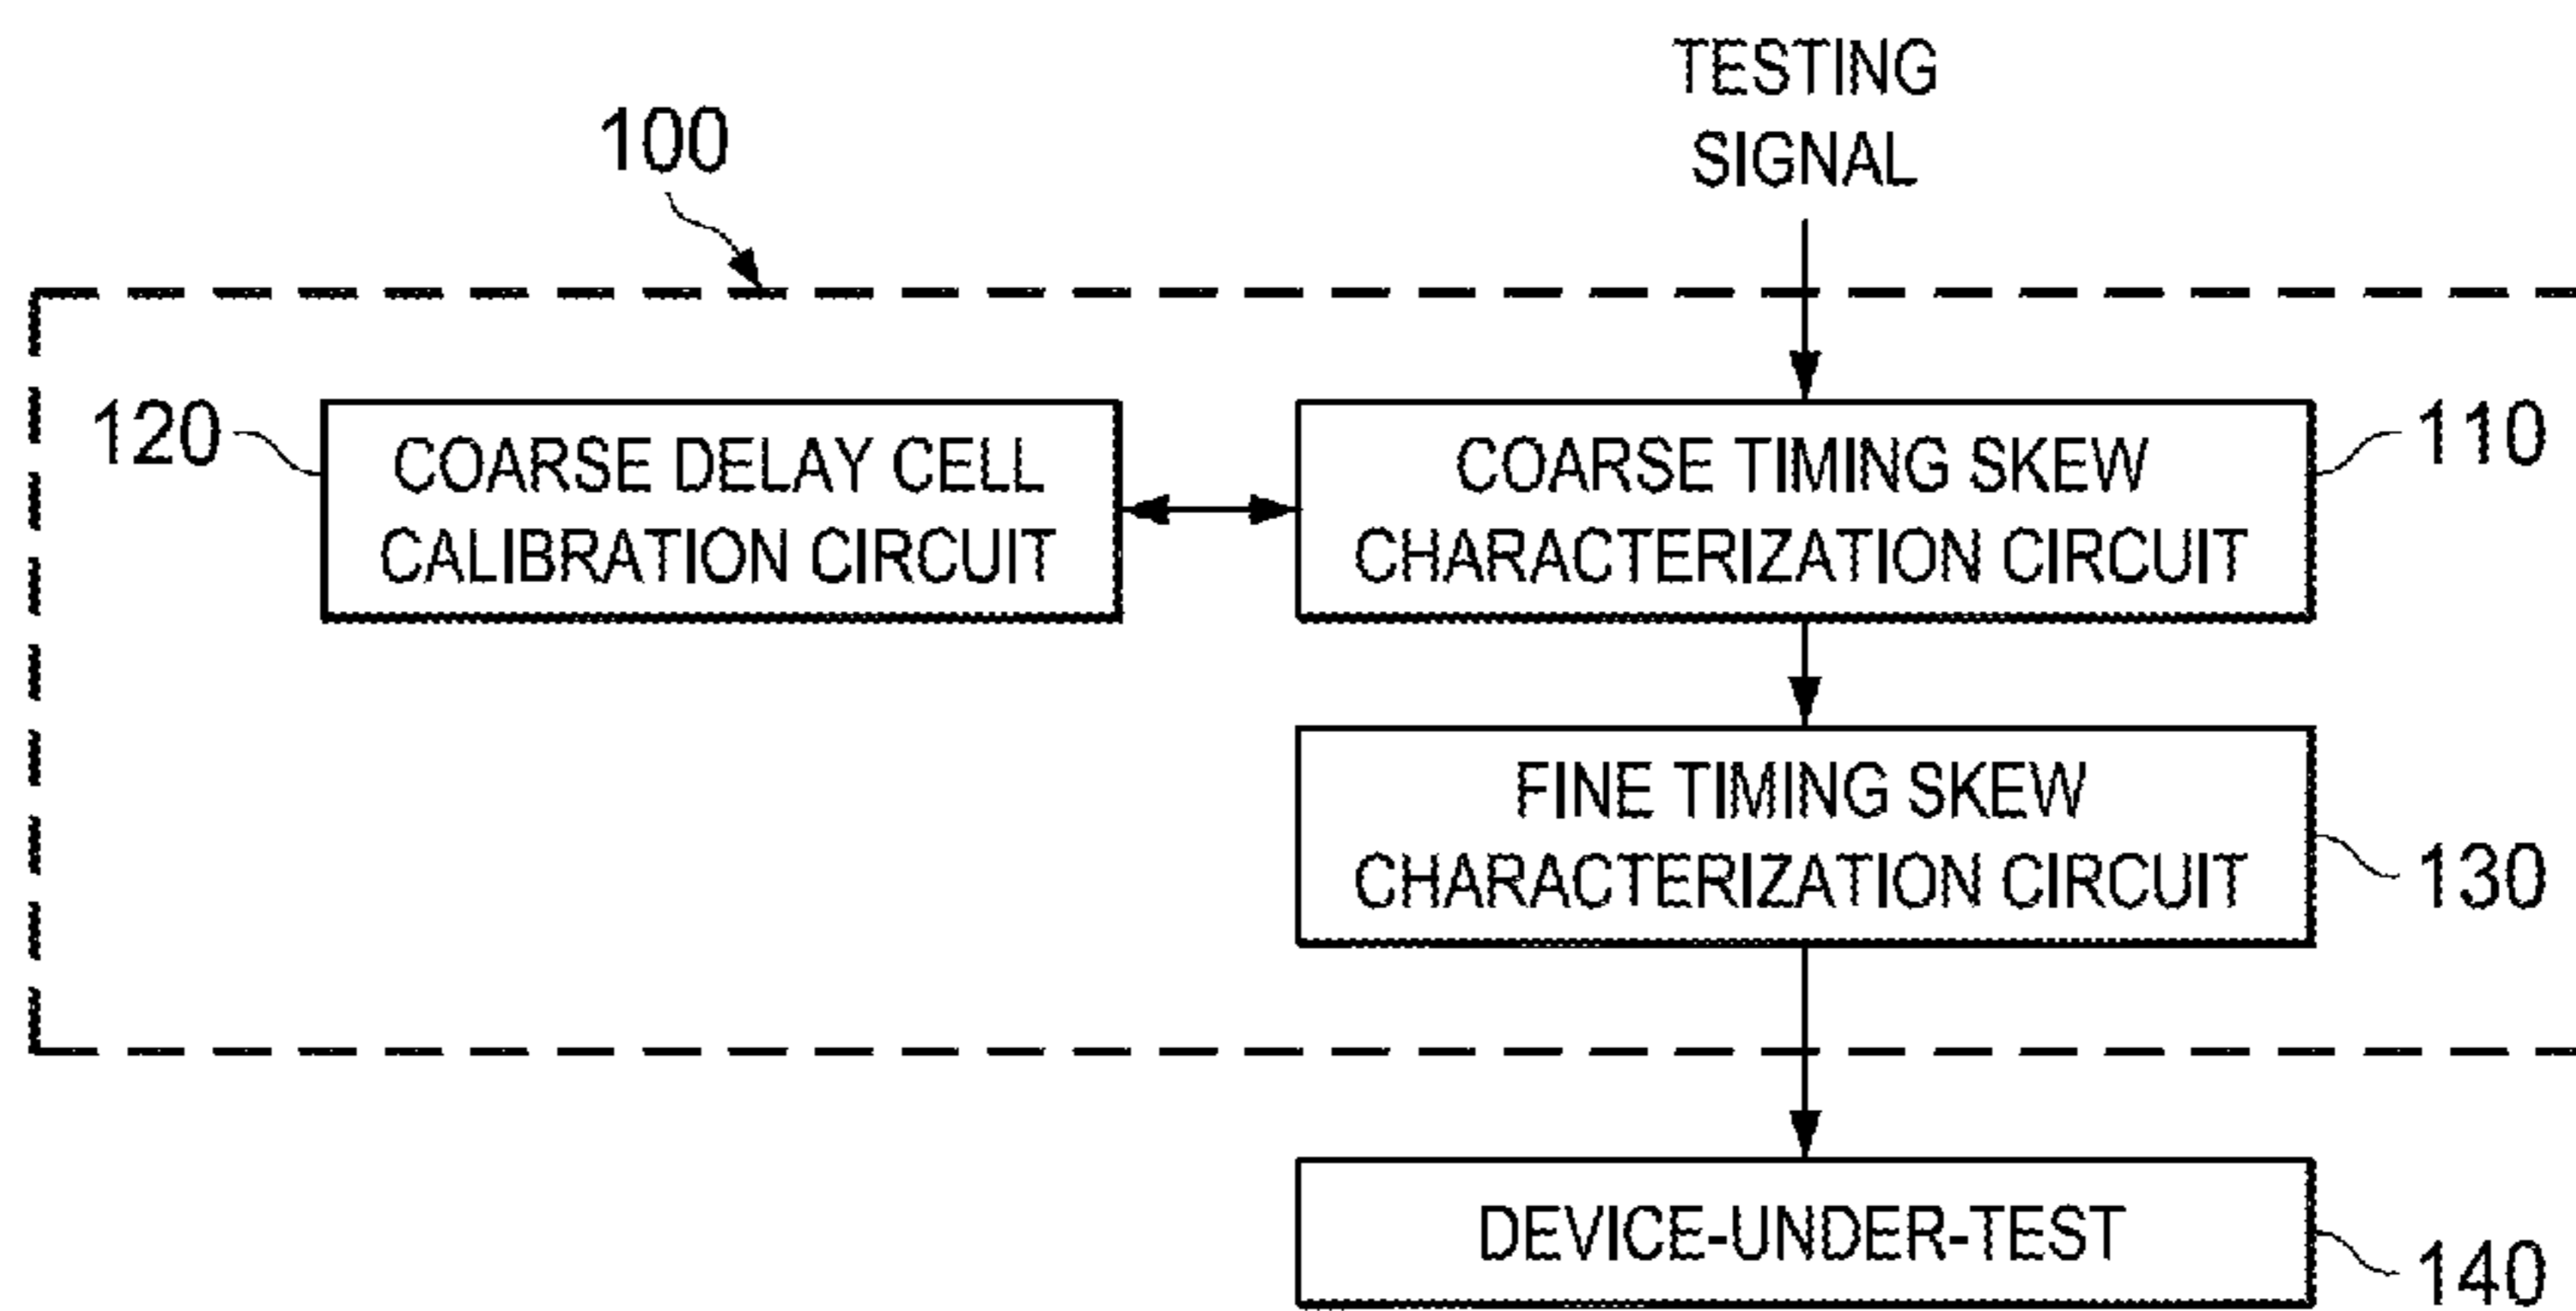 TESTING
SIGNAL
100
120
COARSE DELAY CELL
CALIBRATION CIRCUIT
COARSE TIMING SKEW
CHARACTERIZATION CIRCUIT
110
FINE TIMING SKEW
CHARACTERIZATION CIRCUIT
130
DEVICE-UNDER-TEST
140